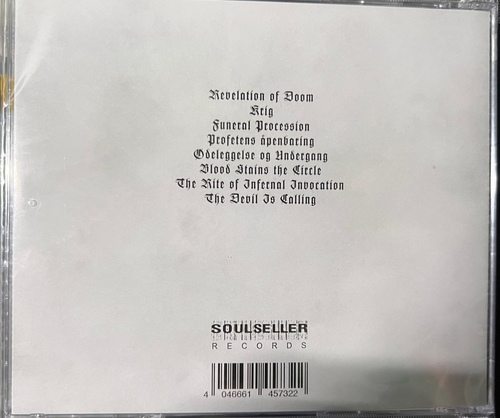 Revelation of Doom
Krig
Funeral Procession
Profetens åpenbaring
Ødeleggelse og Undergang
Blood Stains the Circle
The Rite of Infernal Invocation
The Devil Is Calling
SOULSELLER
RECORDS
4 046661 457322